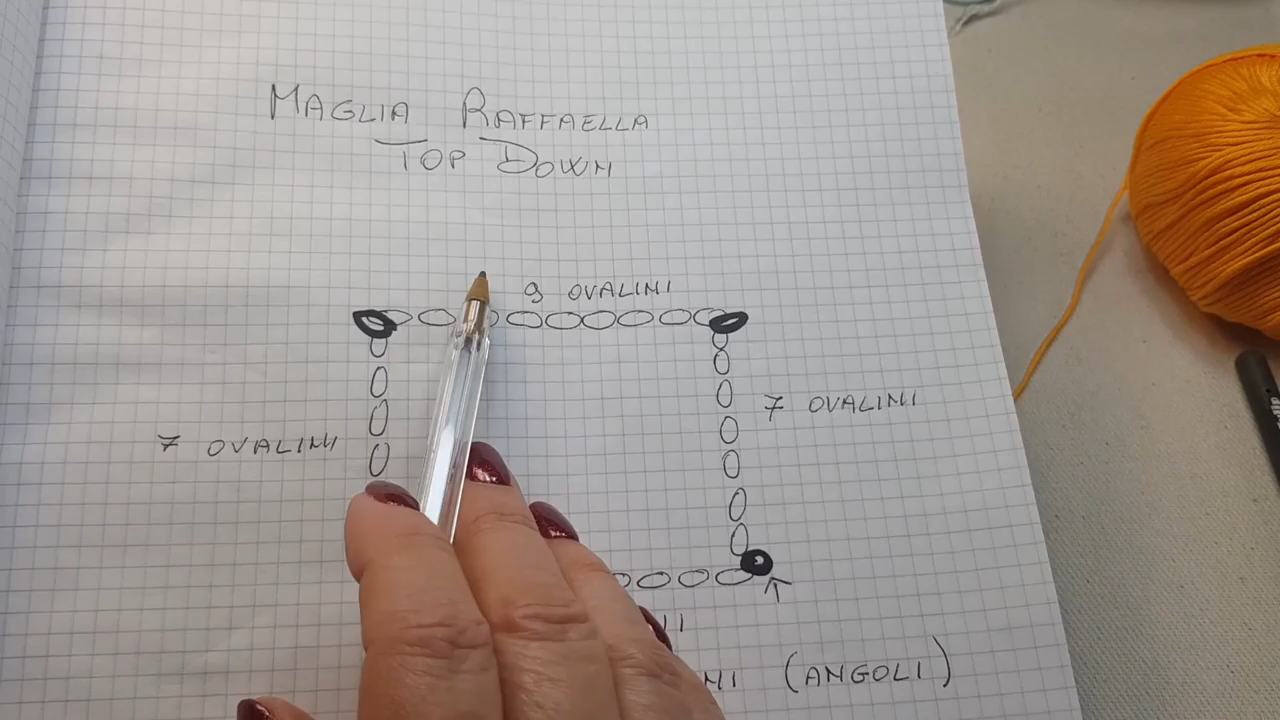 MAGLIA RAFFAELLA
TOP DOWN
9 OVALINI
7 OVALINI
7 OVALINI
(ANGOLI)